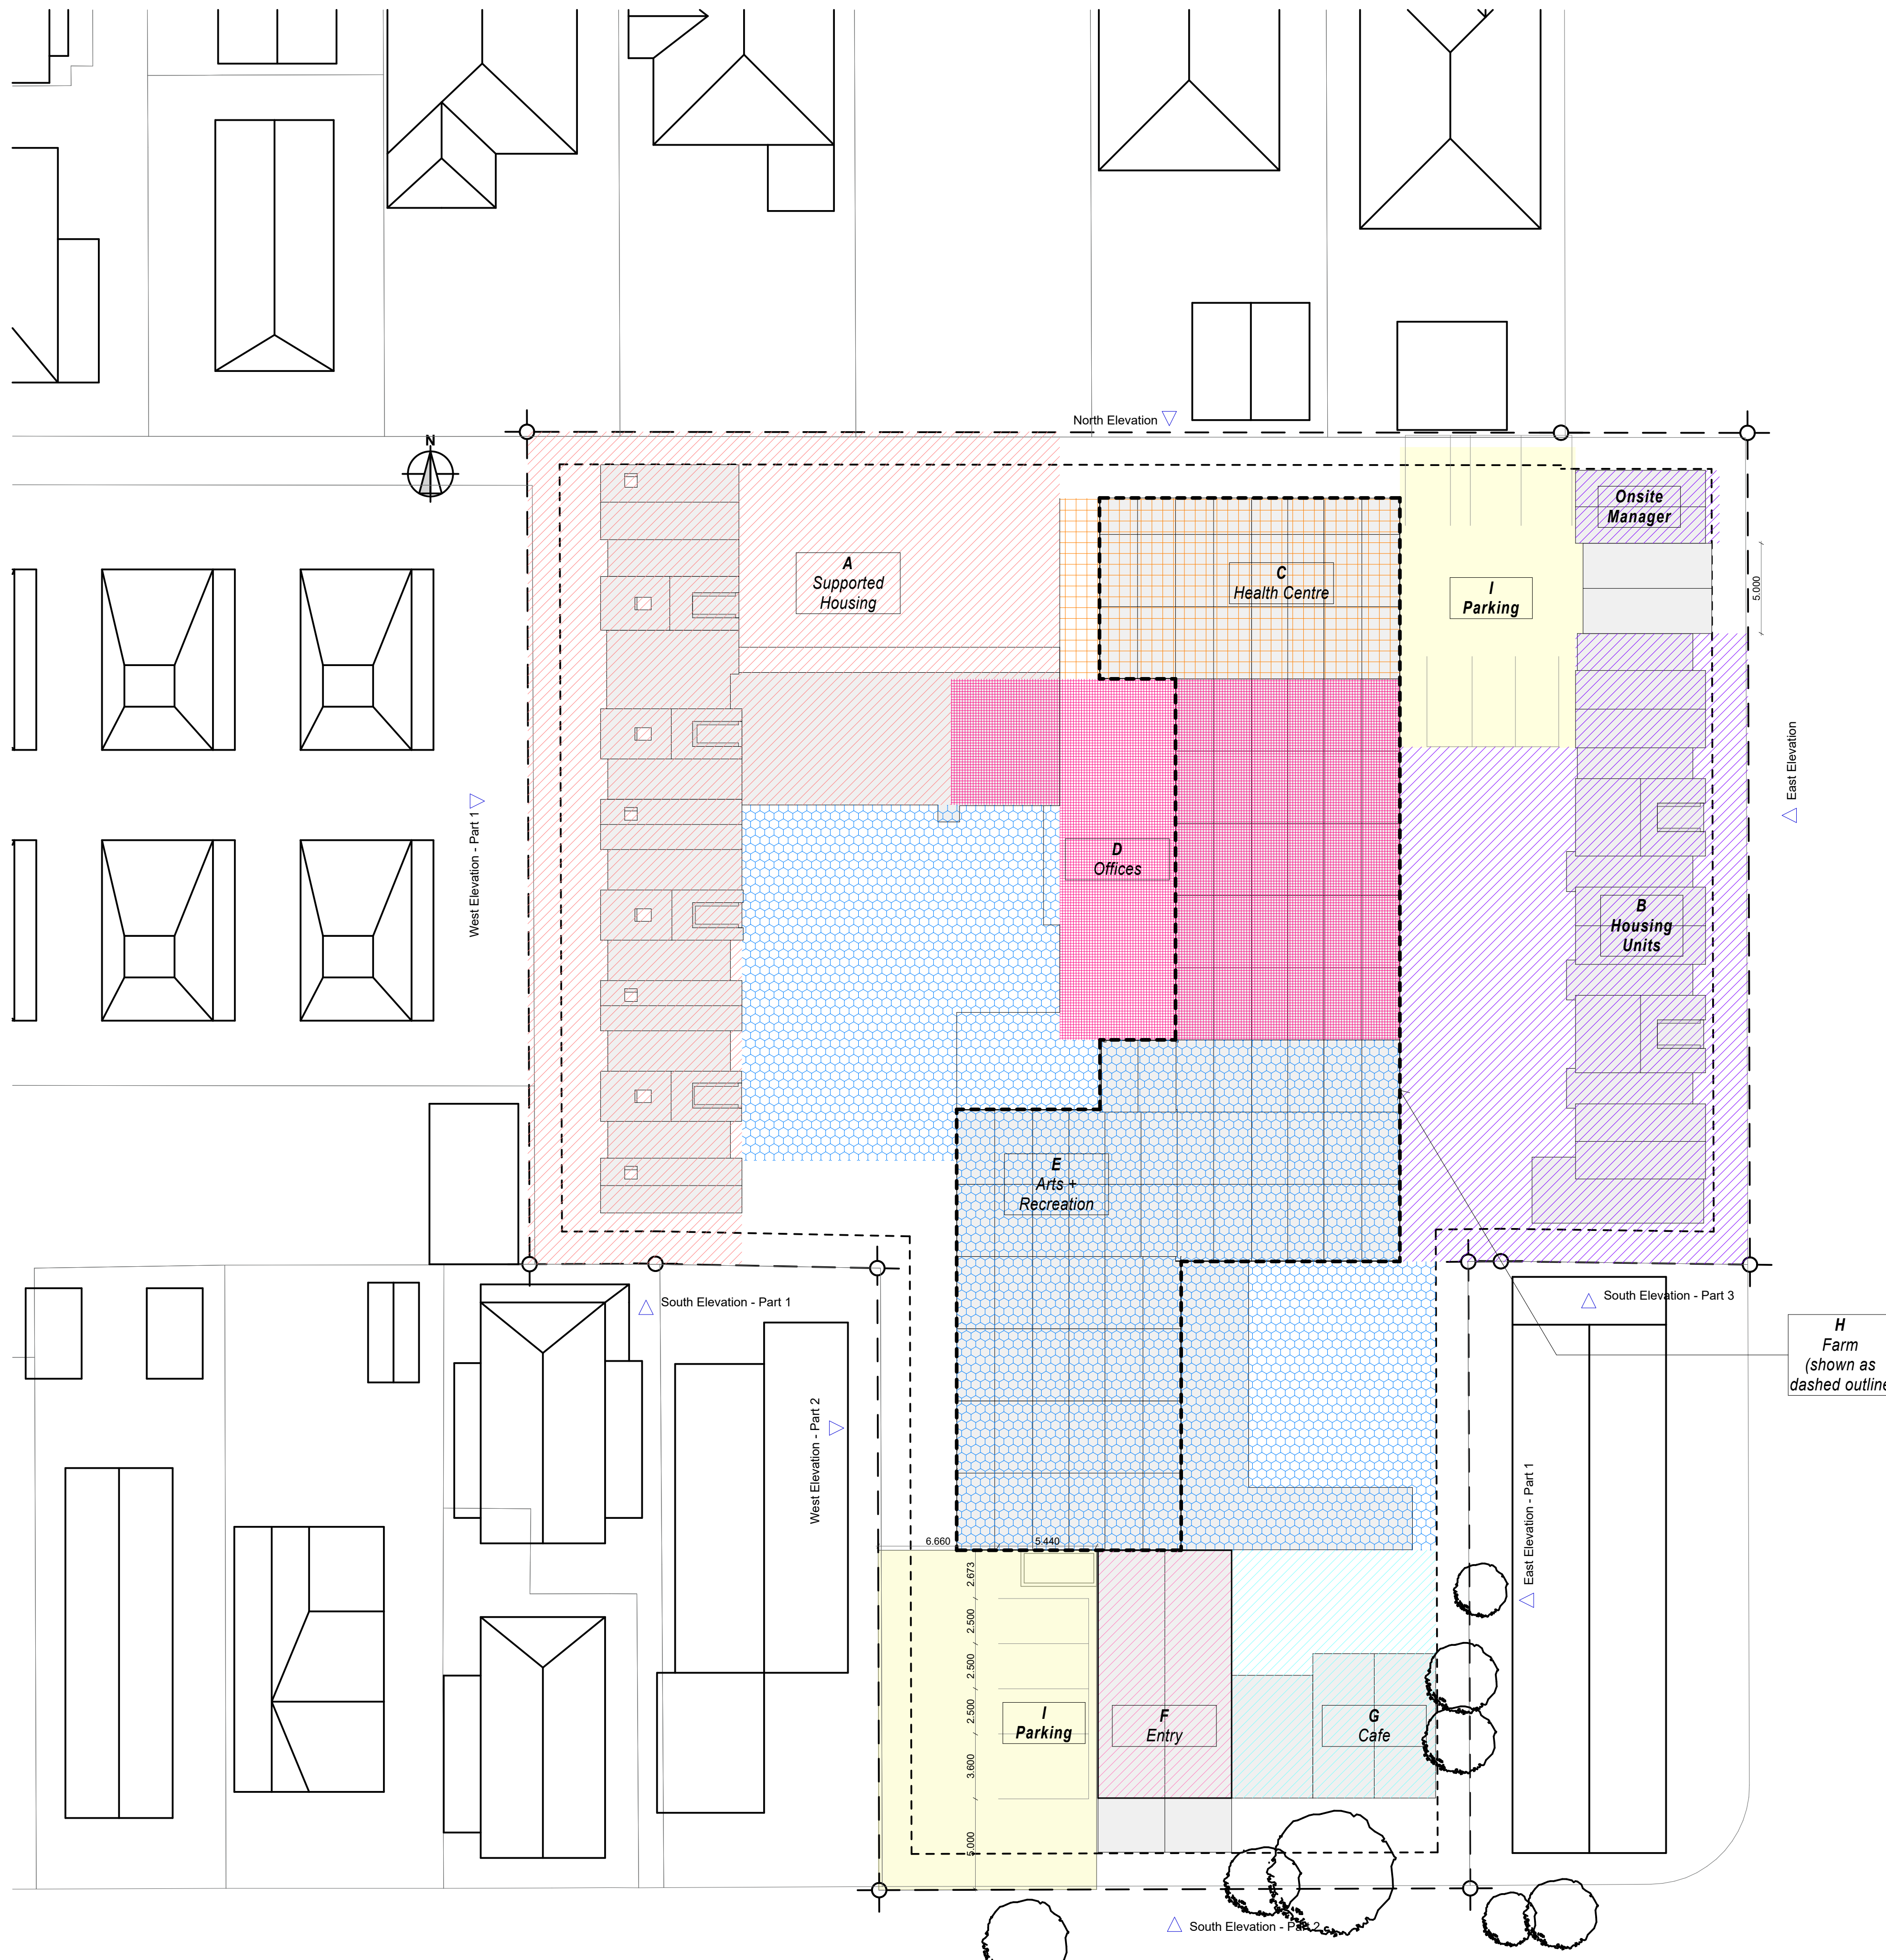 North Elevation
N
Onsite
Manager
A
Supported
Housing
C
Health Centre
I
Parking
5.000
East Elevation
West Elevation - Part 1
D
Offices
B
Housing
Units
E
Arts +
Recreation
South Elevation - Part 1
South Elevation - Part 3
H
Farm
(shown as
dashed outline
West Elevation - Part 2
East Elevation - Part 1
6.660
5.440
2.673
2.500
2.500
2.500
3.600
5.000
I
Parking
F
Entry
G
Cafe
South Elevation - Part 2